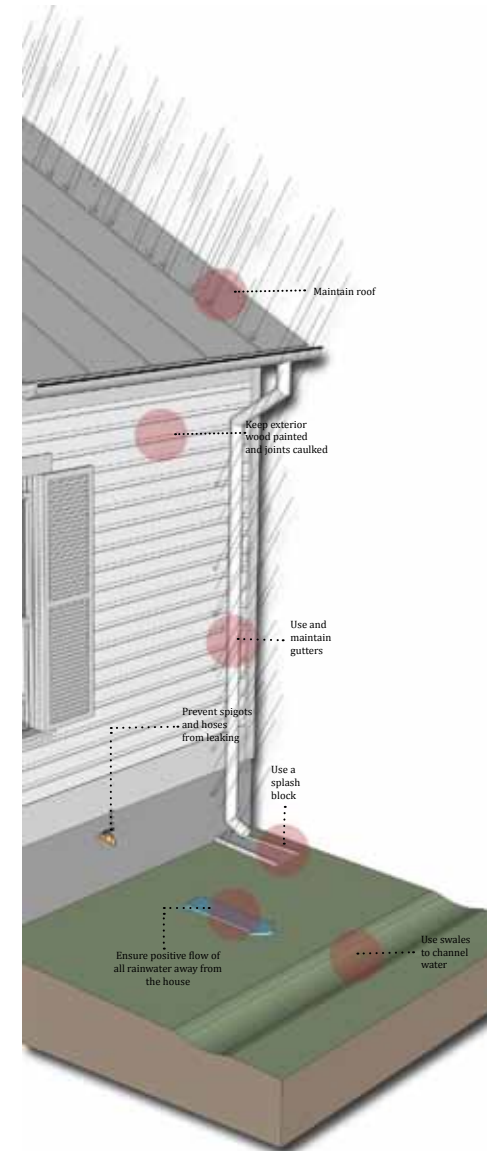 Maintain roof
Keep exterior
wood painted
and joints caulked
Use and
maintain
gutters
Prevent spigots
and hoses
from leaking
Use a
splash
block
Ensure positive flow of
all rainwater away from
the house
Use swales
to channel
water